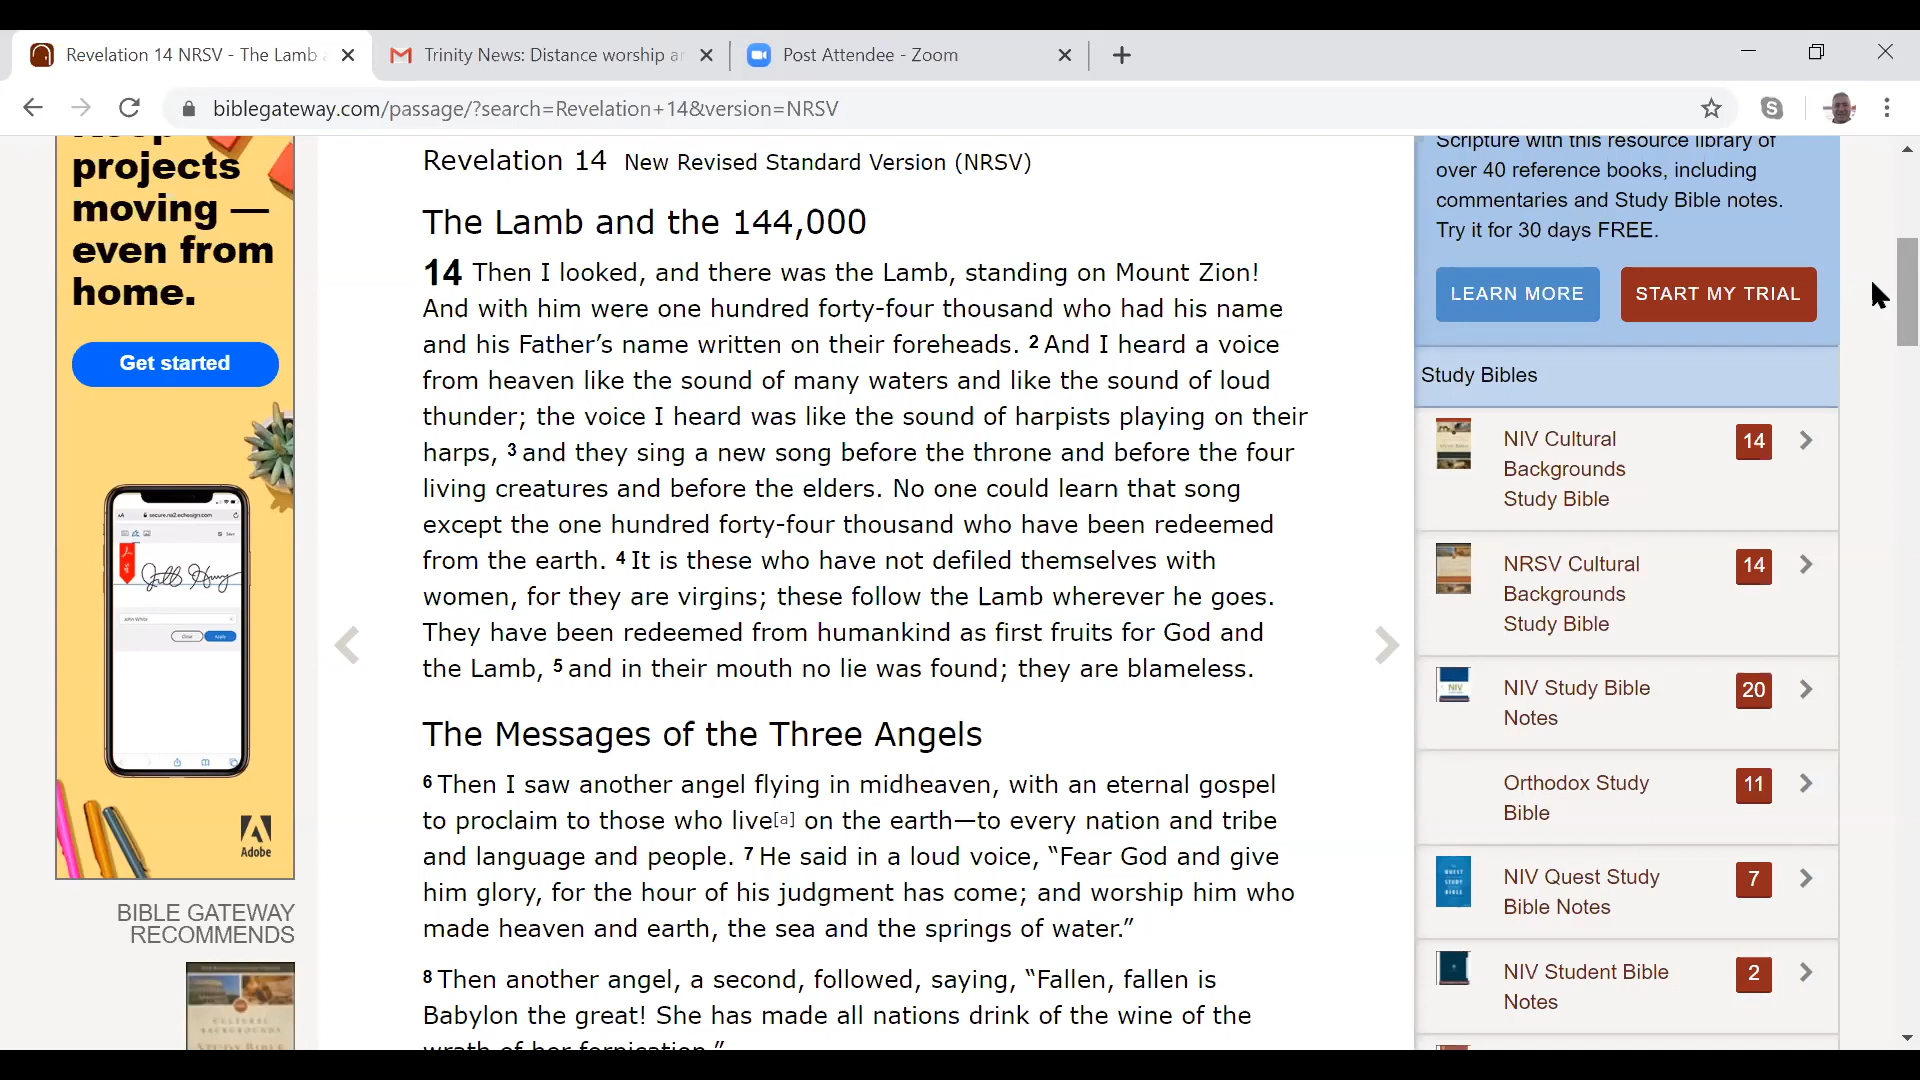 Revelation 14 NRSV - The Lamb a
Trinity News: Distance worship ar
Post Attendee - Zoom
biblegateway.com/passage/?search=Revelation+14&version=NRSV
projects
moving —
even from
home.
Get started
secure.na2.echosign.com
John White
Close
Apply
Adobe
BIBLE GATEWAY
RECOMMENDS
CULTURAL
BACKGROUNDS
STUDY BIBLE
Revelation 14 New Revised Standard Version (NRSV)
The Lamb and the 144,000
14 Then I looked, and there was the Lamb, standing on Mount Zion!
And with him were one hundred forty-four thousand who had his name
and his Father’s name written on their foreheads. 2 And I heard a voice
from heaven like the sound of many waters and like the sound of loud
thunder; the voice I heard was like the sound of harpists playing on their
harps, 3 and they sing a new song before the throne and before the four
living creatures and before the elders. No one could learn that song
except the one hundred forty-four thousand who have been redeemed
from the earth. 4 It is these who have not defiled themselves with
women, for they are virgins; these follow the Lamb wherever he goes.
They have been redeemed from humankind as first fruits for God and
the Lamb, 5 and in their mouth no lie was found; they are blameless.
The Messages of the Three Angels
6 Then I saw another angel flying in midheaven, with an eternal gospel
to proclaim to those who live[a] on the earth—to every nation and tribe
and language and people. 7 He said in a loud voice, “Fear God and give
him glory, for the hour of his judgment has come; and worship him who
made heaven and earth, the sea and the springs of water.”
8 Then another angel, a second, followed, saying, “Fallen, fallen is
Babylon the great! She has made all nations drink of the wine of the
wrath of her fornication.”
Scripture with this resource library of
over 40 reference books, including
commentaries and Study Bible notes.
Try it for 30 days FREE.
LEARN MORE
START MY TRIAL
Study Bibles
NIV Cultural 14
Backgrounds
Study Bible
NRSV Cultural 14
Backgrounds
Study Bible
NIV Study Bible 20
Notes
Orthodox Study 11
Bible
NIV Quest Study 7
Bible Notes
NIV Student Bible 2
Notes